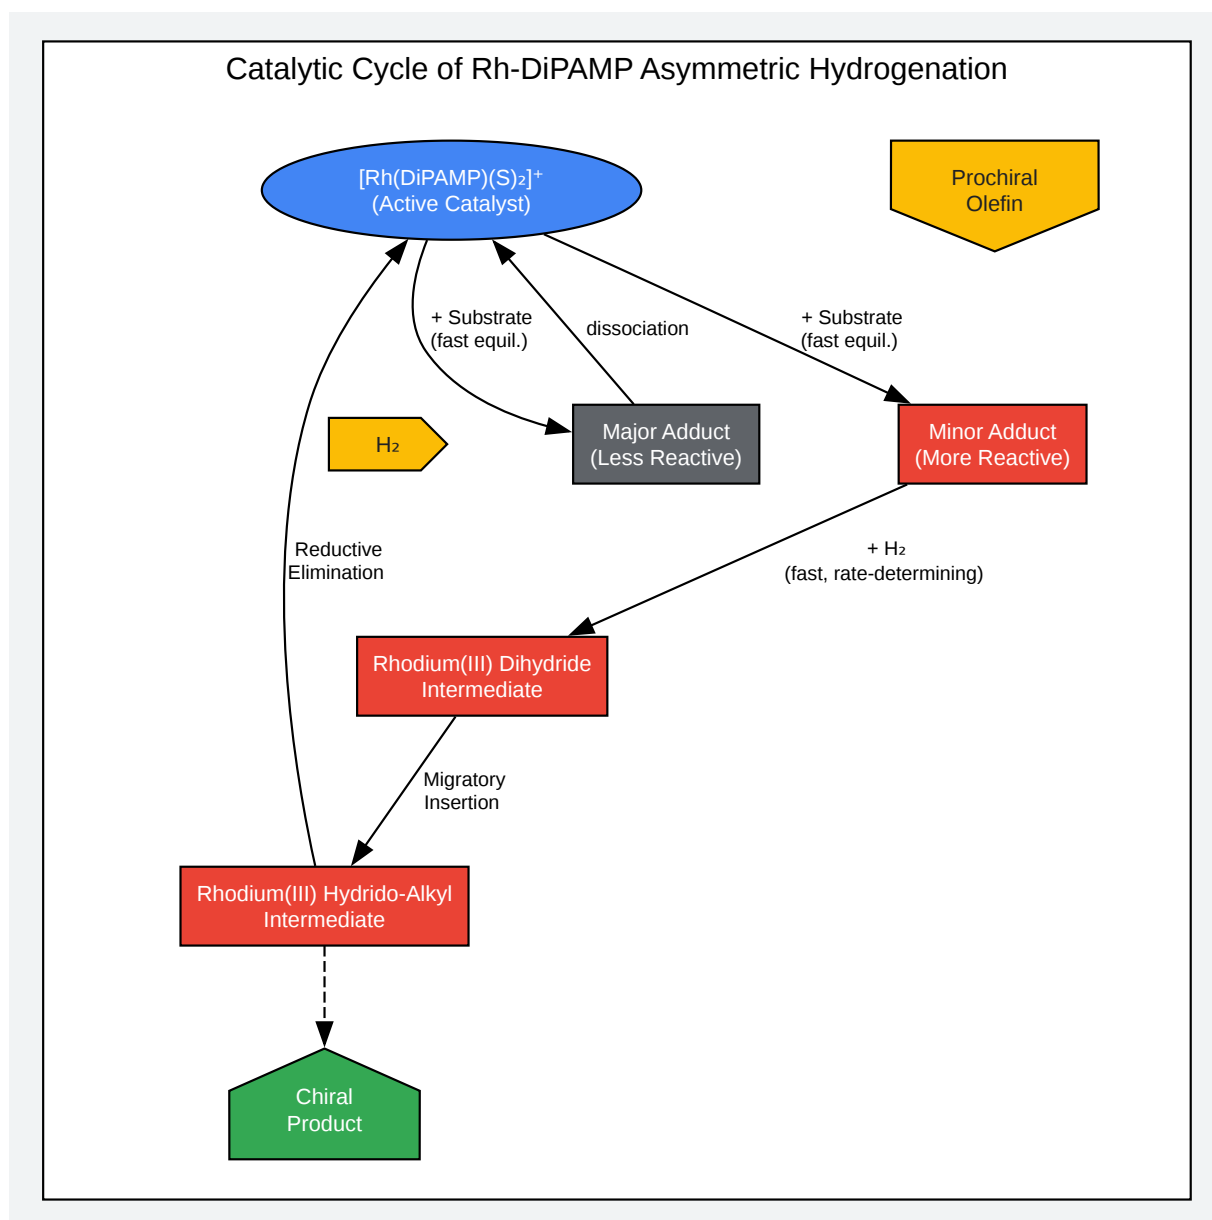 Catalytic Cycle of Rh-DiPAMP Asymmetric Hydrogenation
[Rh(DiPAMP)(S)₂]⁺
(Active Catalyst)
Prochiral
Olefin
+ Substrate
(fast equil.)
dissociation
+ Substrate
(fast equil.)
H₂
Major Adduct
(Less Reactive)
Minor Adduct
(More Reactive)
Reductive
Elimination
+ H₂
(fast, rate-determining)
Rhodium(III) Dihydride
Intermediate
Migratory
Insertion
Rhodium(III) Hydrido-Alkyl
Intermediate
Chiral
Product